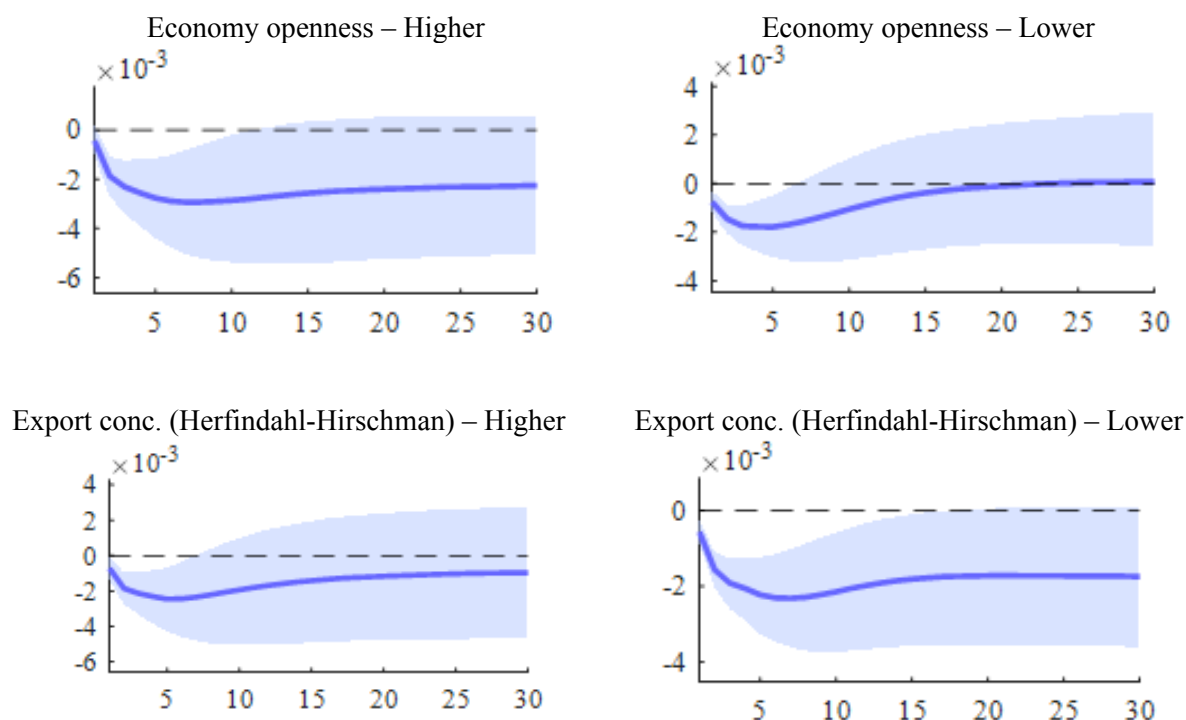 Economy openness – Higher
Economy openness – Lower
×10-3
0
-2
-4
-6
5 10 15 20 25 30
×10-3
4
2
0
-2
-4
5 10 15 20 25 30
Export conc. (Herfindahl-Hirschman) – Higher
Export conc. (Herfindahl-Hirschman) – Lower
×10-3
4
2
0
-2
-4
-6
5 10 15 20 25 30
×10-3
0
-2
-4
5 10 15 20 25 30